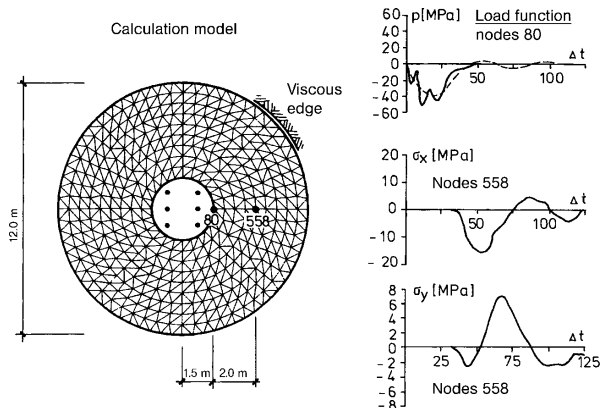 Calculation model
Viscous
edge
12.0 m
80
558
1.5 m
2.0 m
p[MPa]
Load function
nodes 80
Δt
60
40
20
0
- 20
- 40
- 60
50
100
σx [MPa]
Nodes 558
Δt
20
10
0
- 10
- 20
50
100
σy [MPa]
Δt
8
6
4
2
0
- 2
- 4
- 6
- 8
25
75
125
Nodes 558